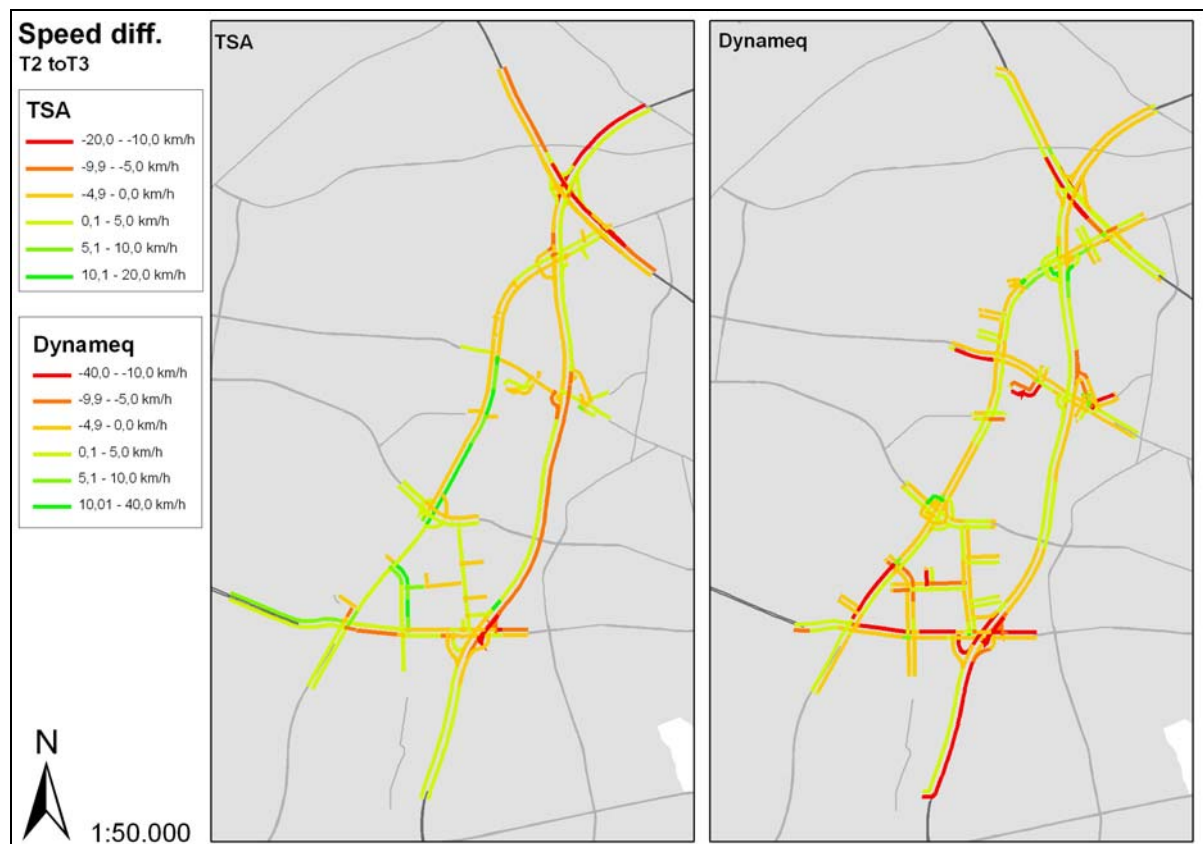 Speed diff.
T2 toT3
TSA
-20,0 - -10,0 km/h
-9,9 - -5,0 km/h
-4,9 - 0,0 km/h
0,1 - 5,0 km/h
5,1 - 10,0 km/h
10,1 - 20,0 km/h
Dynameq
-40,0 - -10,0 km/h
-9,9 - -5,0 km/h
-4,9 - 0,0 km/h
0,1 - 5,0 km/h
5,1 - 10,0 km/h
10,01 - 40,0 km/h
N
1:50.000
TSA
Dynameq